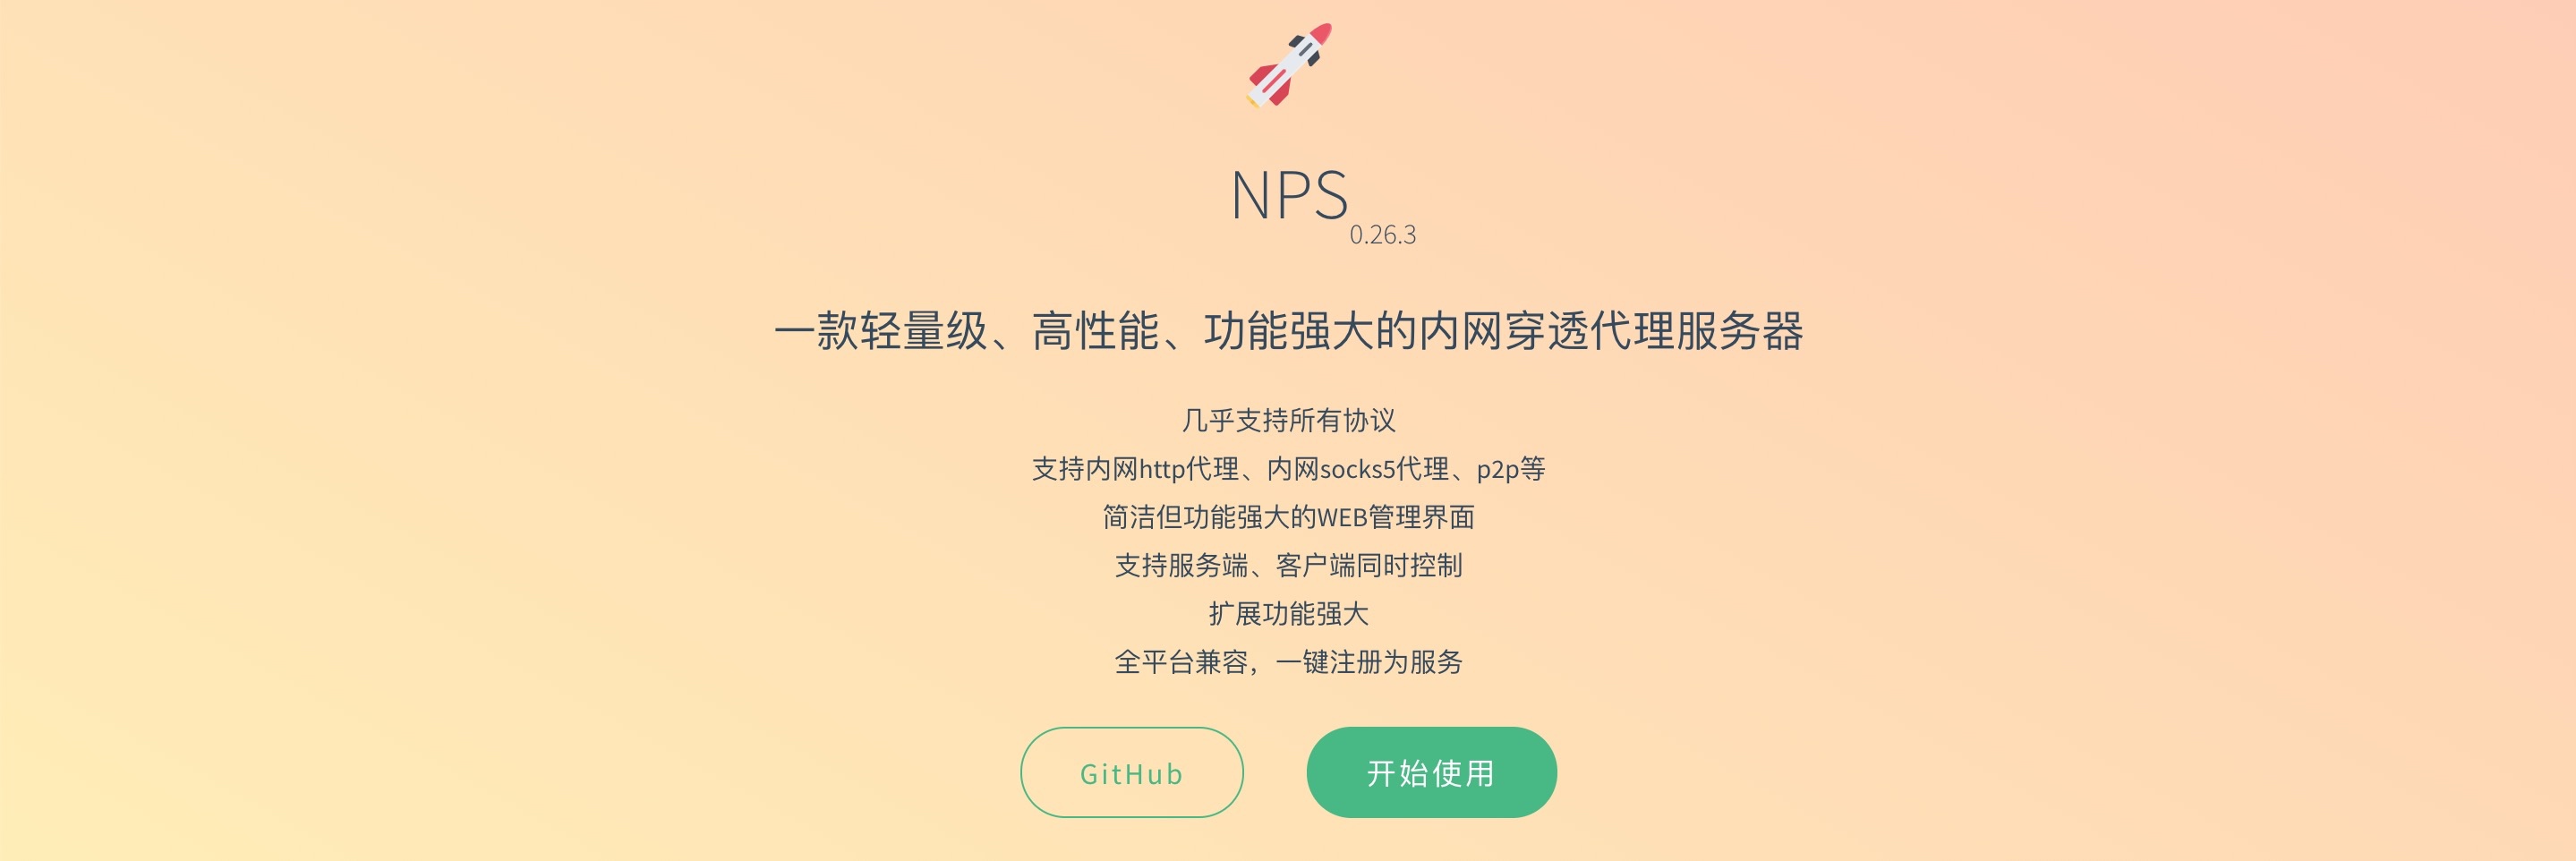 NPS
0.26.3
一款轻量级、高性能、功能强大的内网穿透代理服务器
几乎支持所有协议
支持内网http代理、内网socks5代理、p2p等
简洁但功能强大的WEB管理界面
支持服务端、客户端同时控制
扩展功能强大
全平台兼容，一键注册为服务
GitHub
开始使用